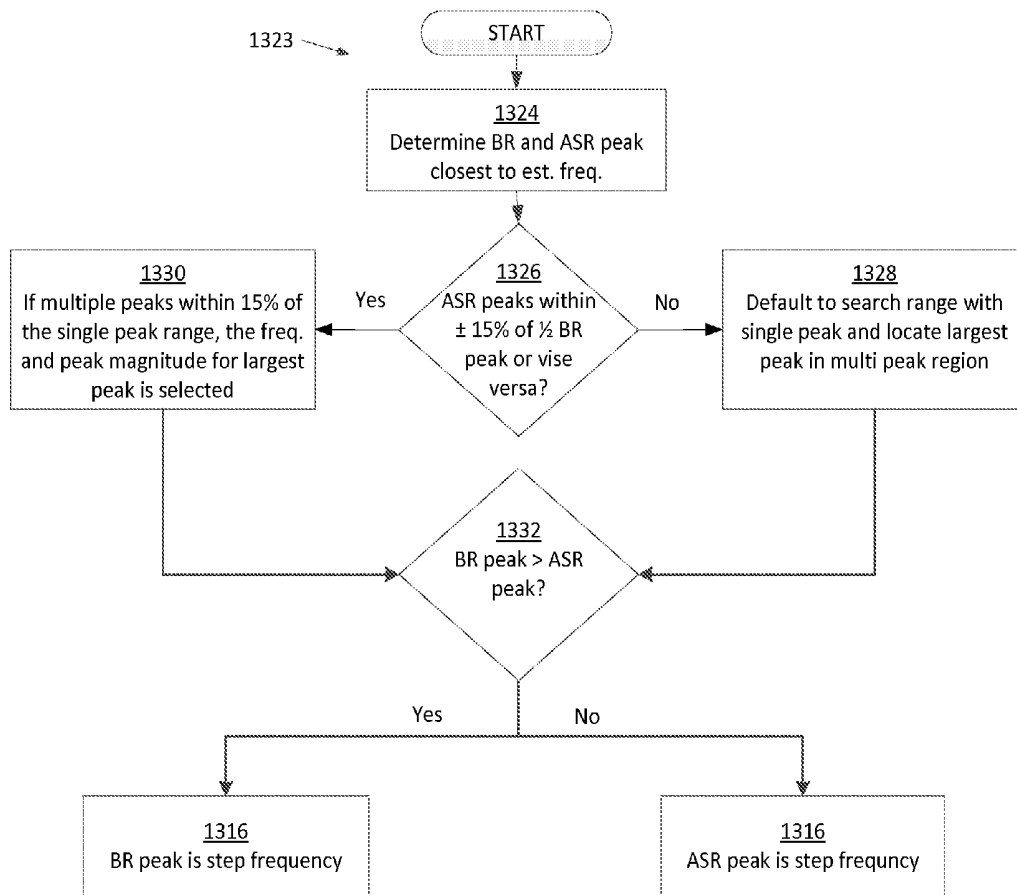 START
1323
1324
Determine BR and ASR peak
closest to est. freq.
1330
If multiple peaks within 15% of
the single peak range, the freq.
and peak magnitude for largest
peak is selected
Yes
1326
ASR peaks within
± 15% of ½ BR
peak or vise
versa?
No
1328
Default to search range with
single peak and locate largest
peak in multi peak region
1332
BR peak > ASR
peak?
Yes
No
1316
BR peak is step frequency
1316
ASR peak is step frequncy